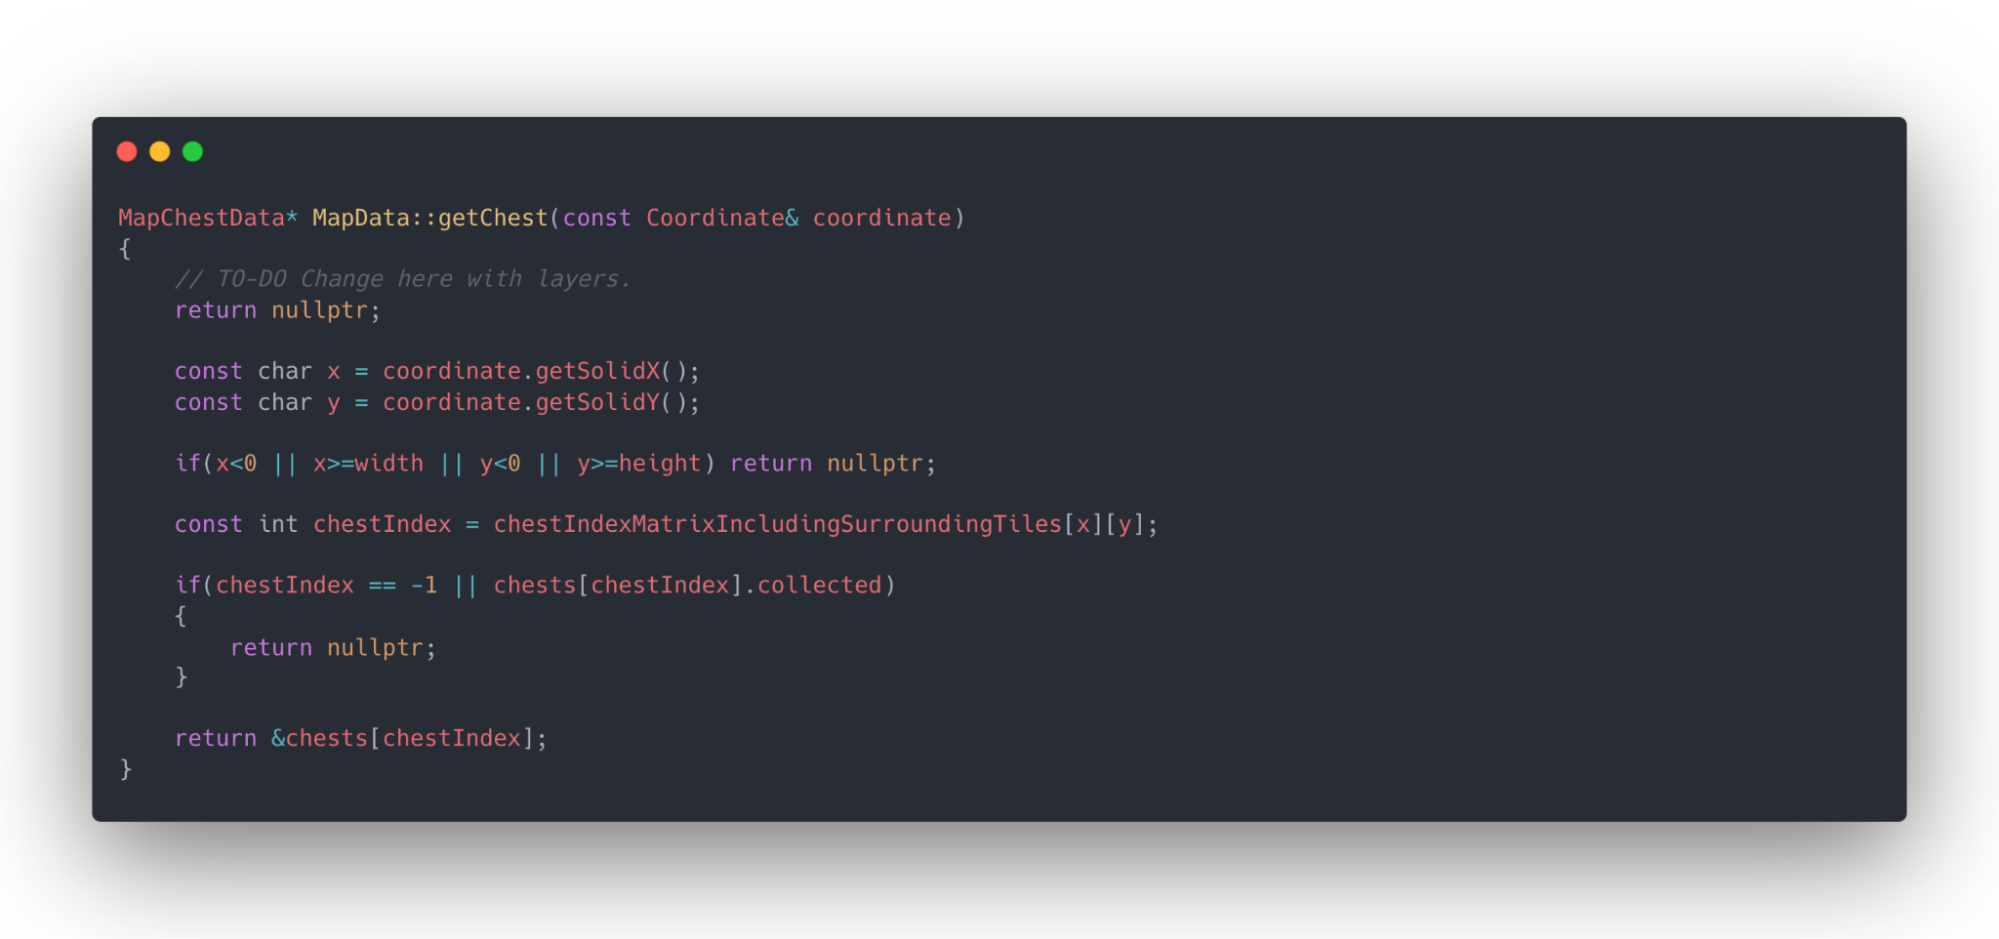 MapChestData* MapData::getChest(const Coordinate& coordinate)
{
    // TO-DO Change here with layers.
    return nullptr;

    const char x = coordinate.getSolidX();
    const char y = coordinate.getSolidY();

    if(x<0 || x>=width || y<0 || y>=height) return nullptr;

    const int chestIndex = chestIndexMatrixIncludingSurroundingTiles[x][y];

    if(chestIndex == -1 || chests[chestIndex].collected)
    {
        return nullptr;
    }

    return &chests[chestIndex];
}